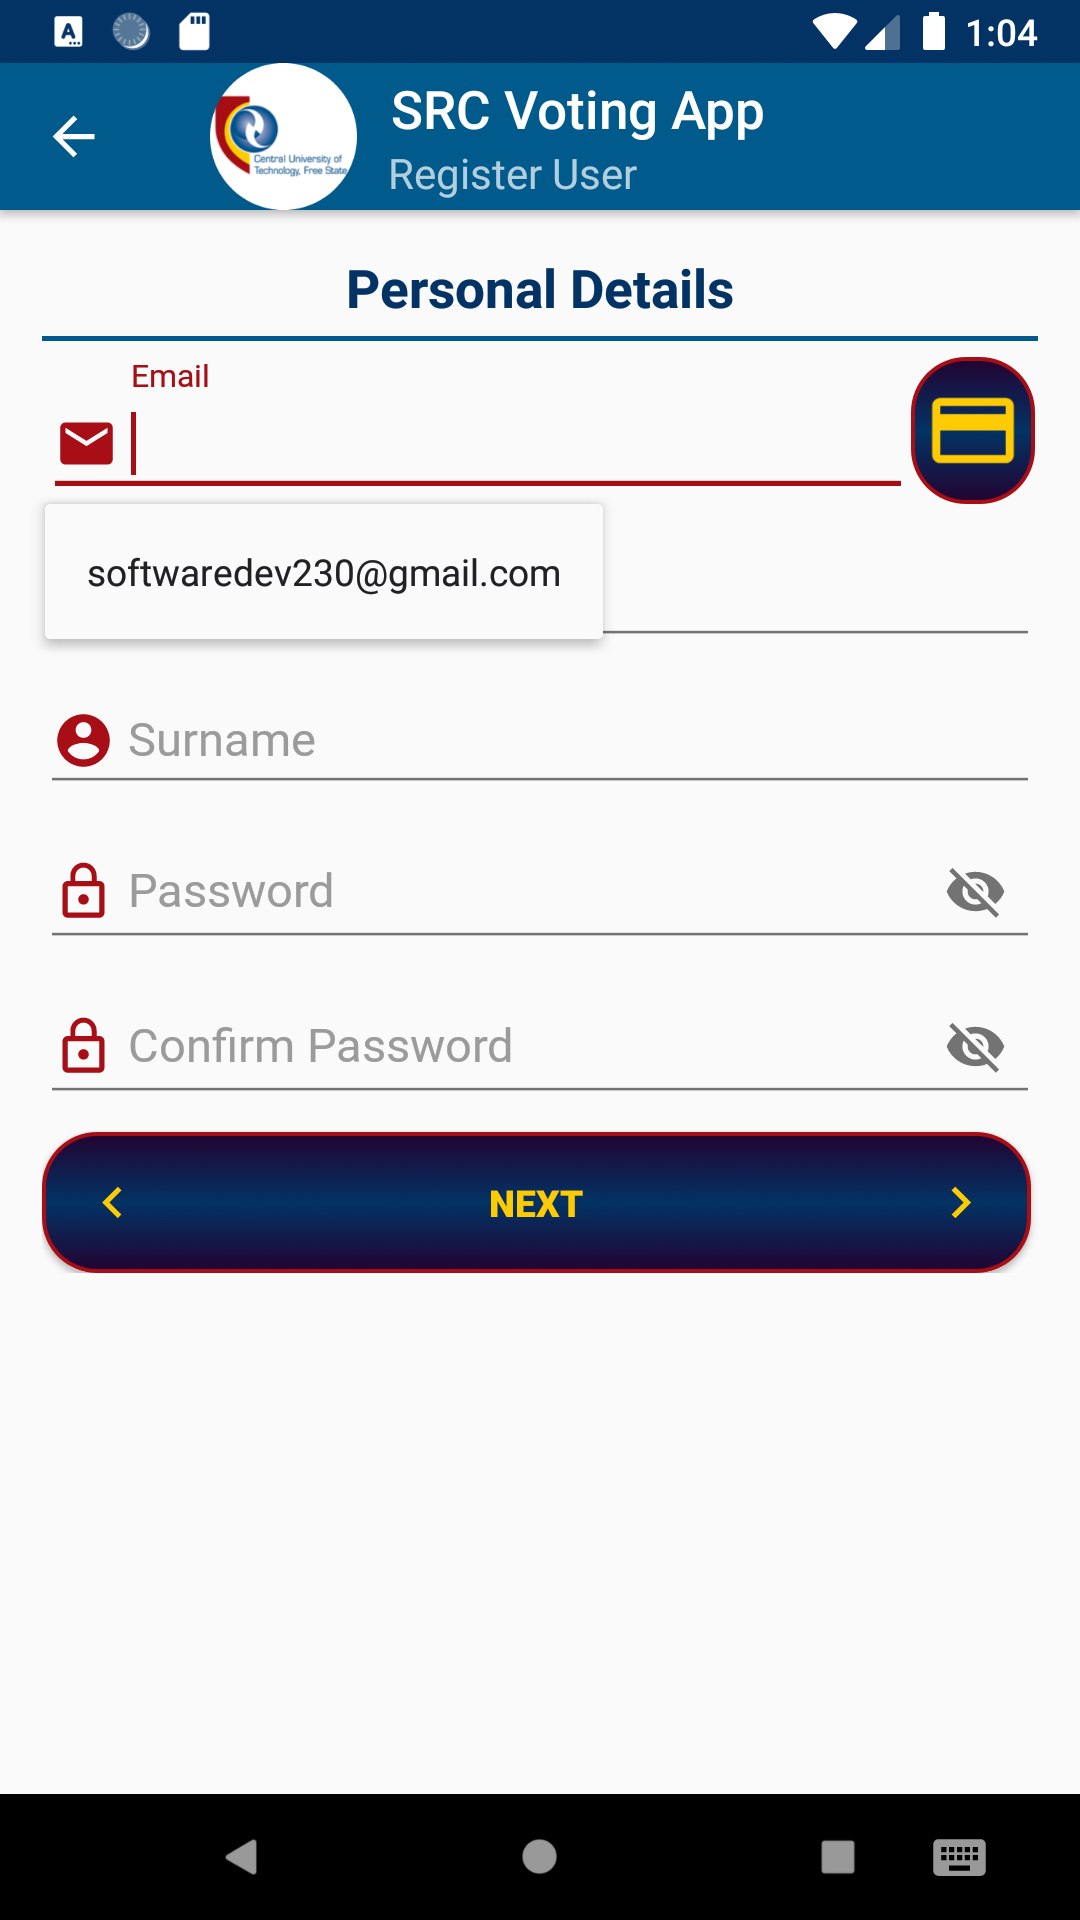 1:04
SRC Voting App
Central University of
Technology, Free State
Register User
Personal Details
Email
softwaredev230@gmail.com
Surname
Password
Confirm Password
NEXT